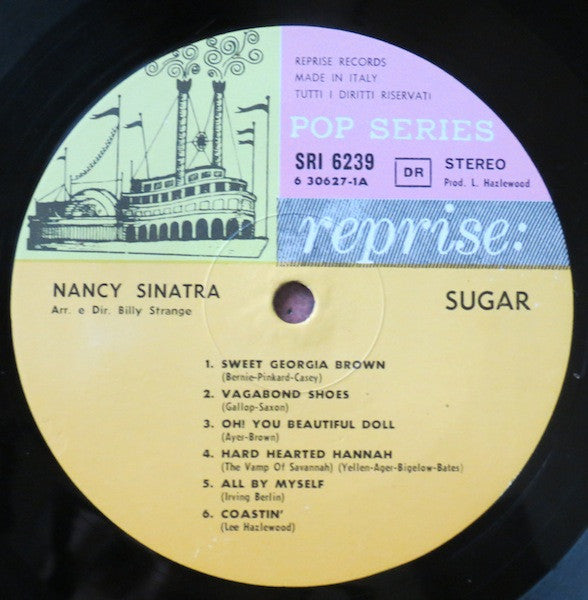 REPRISE RECORDS
MADE IN ITALY
TUTTI I DIRITTI RISERVATI
POP SERIES
SRI 6239 DR STEREO
6 30627-1A Prod. L. Hazlewood
reprise:
NANCY SINATRA SUGAR
Arr. e Dir. Billy Strange
1. SWEET GEORGIA BROWN
(Bernie-Pinkard-Casey)
2. VAGABOND SHOES
(Gallop-Saxon)
3. OH! YOU BEAUTIFUL DOLL
(Ayer-Brown)
4. HARD HEARTED HANNAH
(The Vamp Of Savannah) (Yellen-Ager-Bigelow-Bates)
5. ALL BY MYSELF
(Irving Berlin)
6. COASTIN'
(Lee Hazlewood)